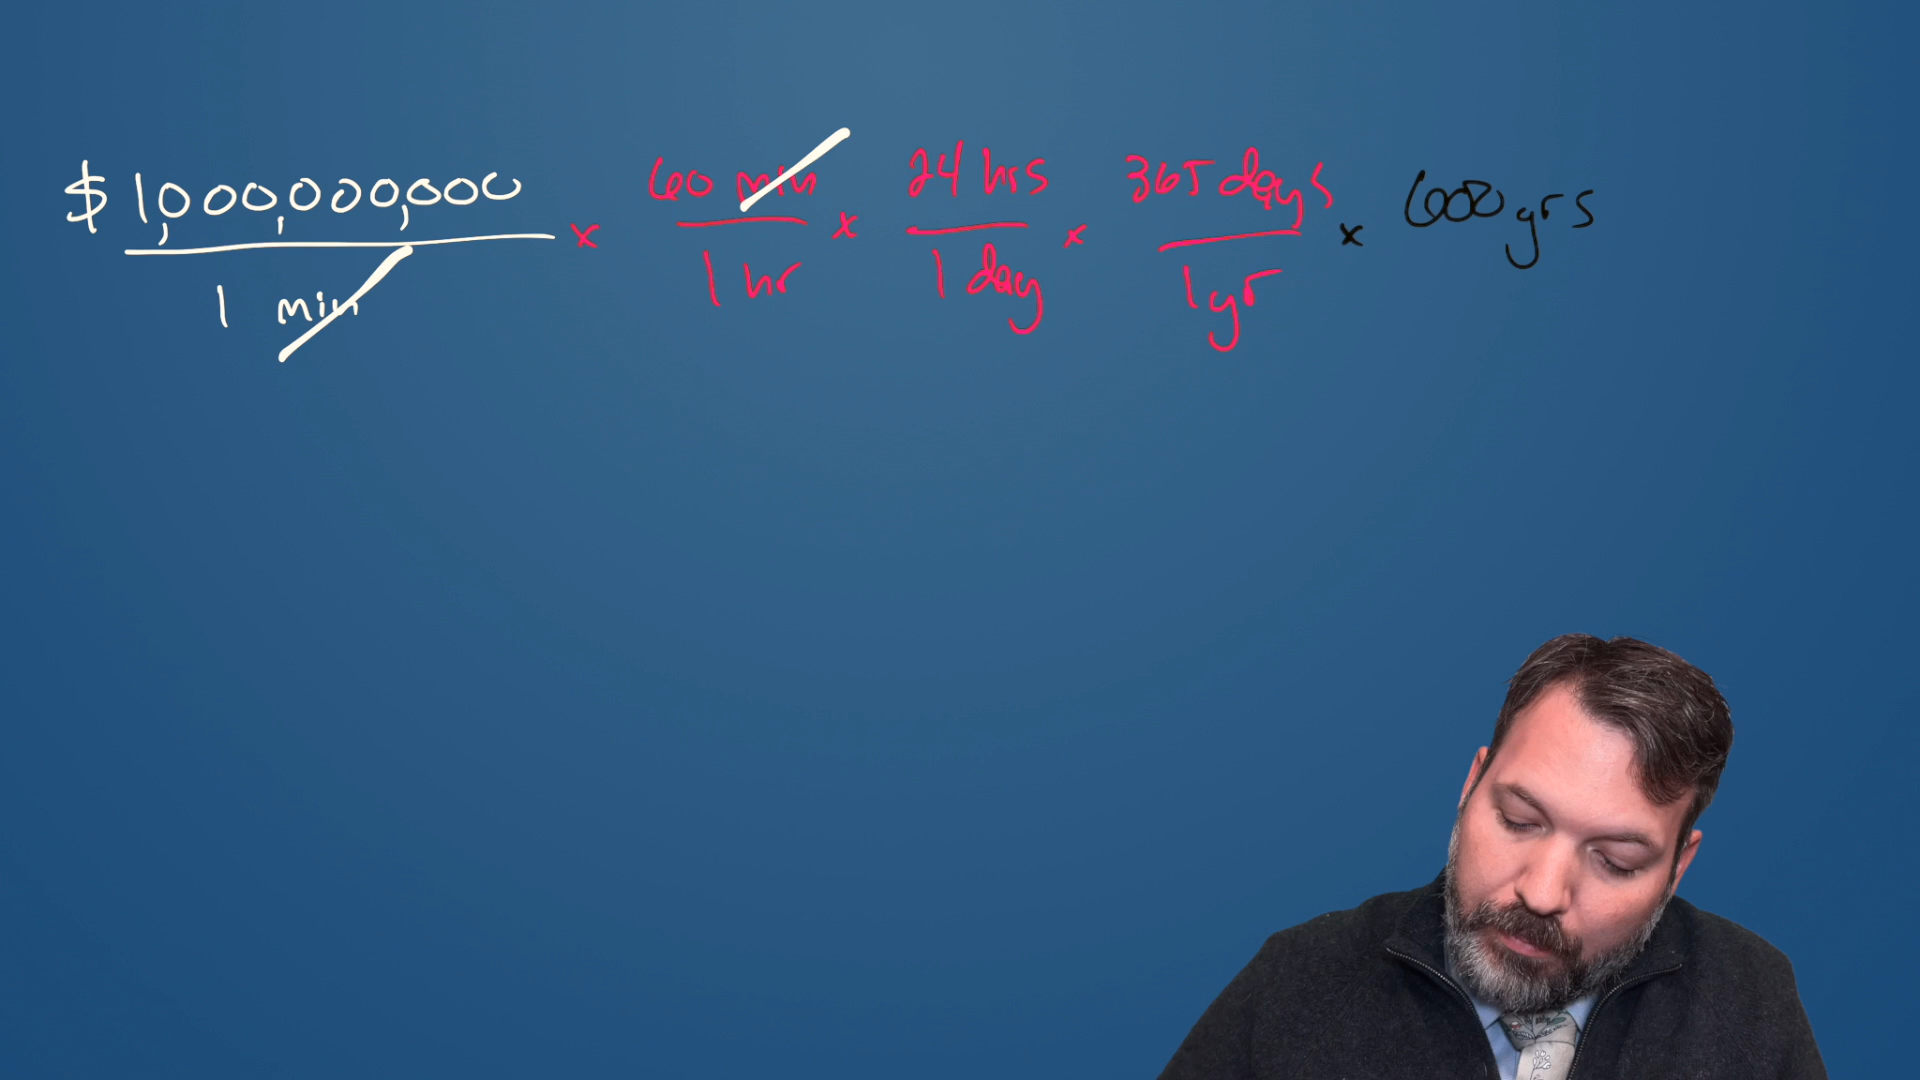 $ 1,000,000,000 × 60 min × 24 hrs × 365 days × 600 yrs
1 min 1 hr 1 day 1 yr